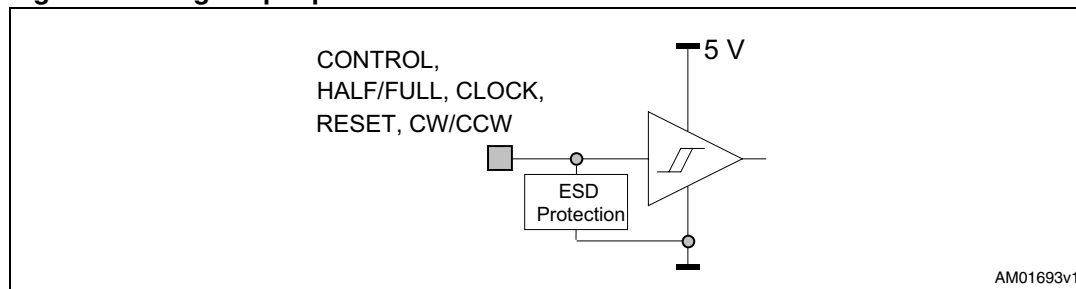 CONTROL,
HALF/FULL, CLOCK,
RESET, CW/CCW
5 V
ESD
Protection
AM01693v1